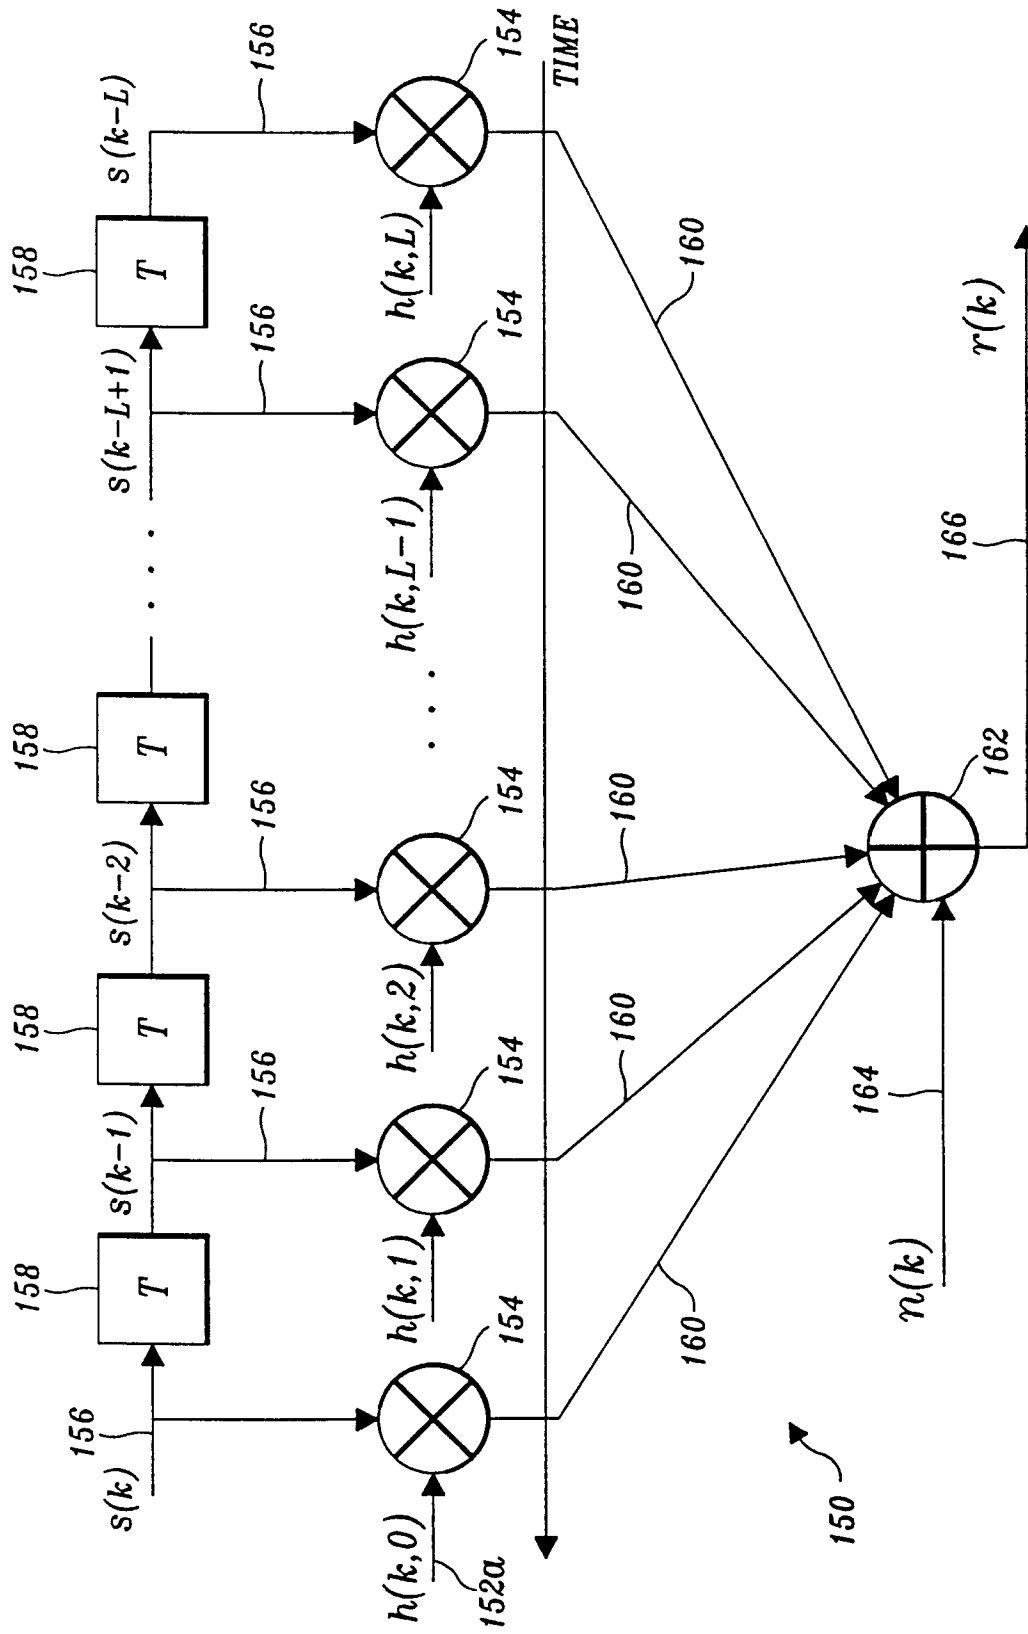 158 158 158 158
T T T T
156
s(k) s(k−1) s(k−2) . . . s(k−L+1) s(k−L)
156 156 156 156
h(k,0) h(k,1) h(k,2) . . . h(k,L−1) h(k,L)
152a
154 154 154 154 154
TIME
160 160 160 160 160
n(k)
164
162
166
r(k)
150